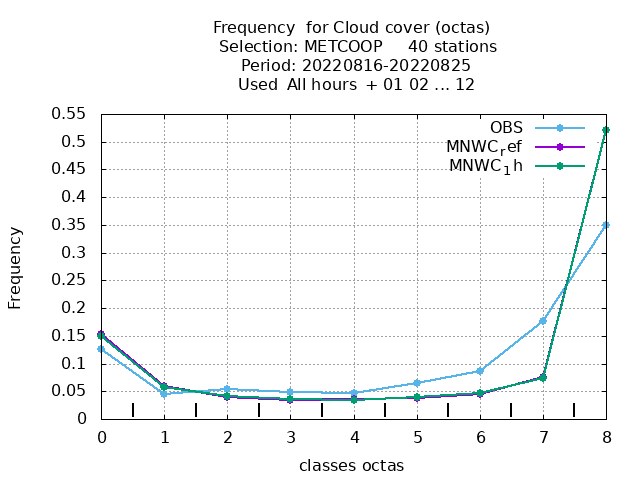 Frequency  for Cloud cover (octas)
Selection: METCOOP     40 stations
Period: 20220816-20220825
Used  All hours  + 01 02 ... 12
0.55
0.5
0.45
0.4
0.35
0.3
0.25
0.2
0.15
0.1
0.05
0
Frequency
OBS
MNWCref
MNWC1h
0 1 2 3 4 5 6 7 8
classes octas